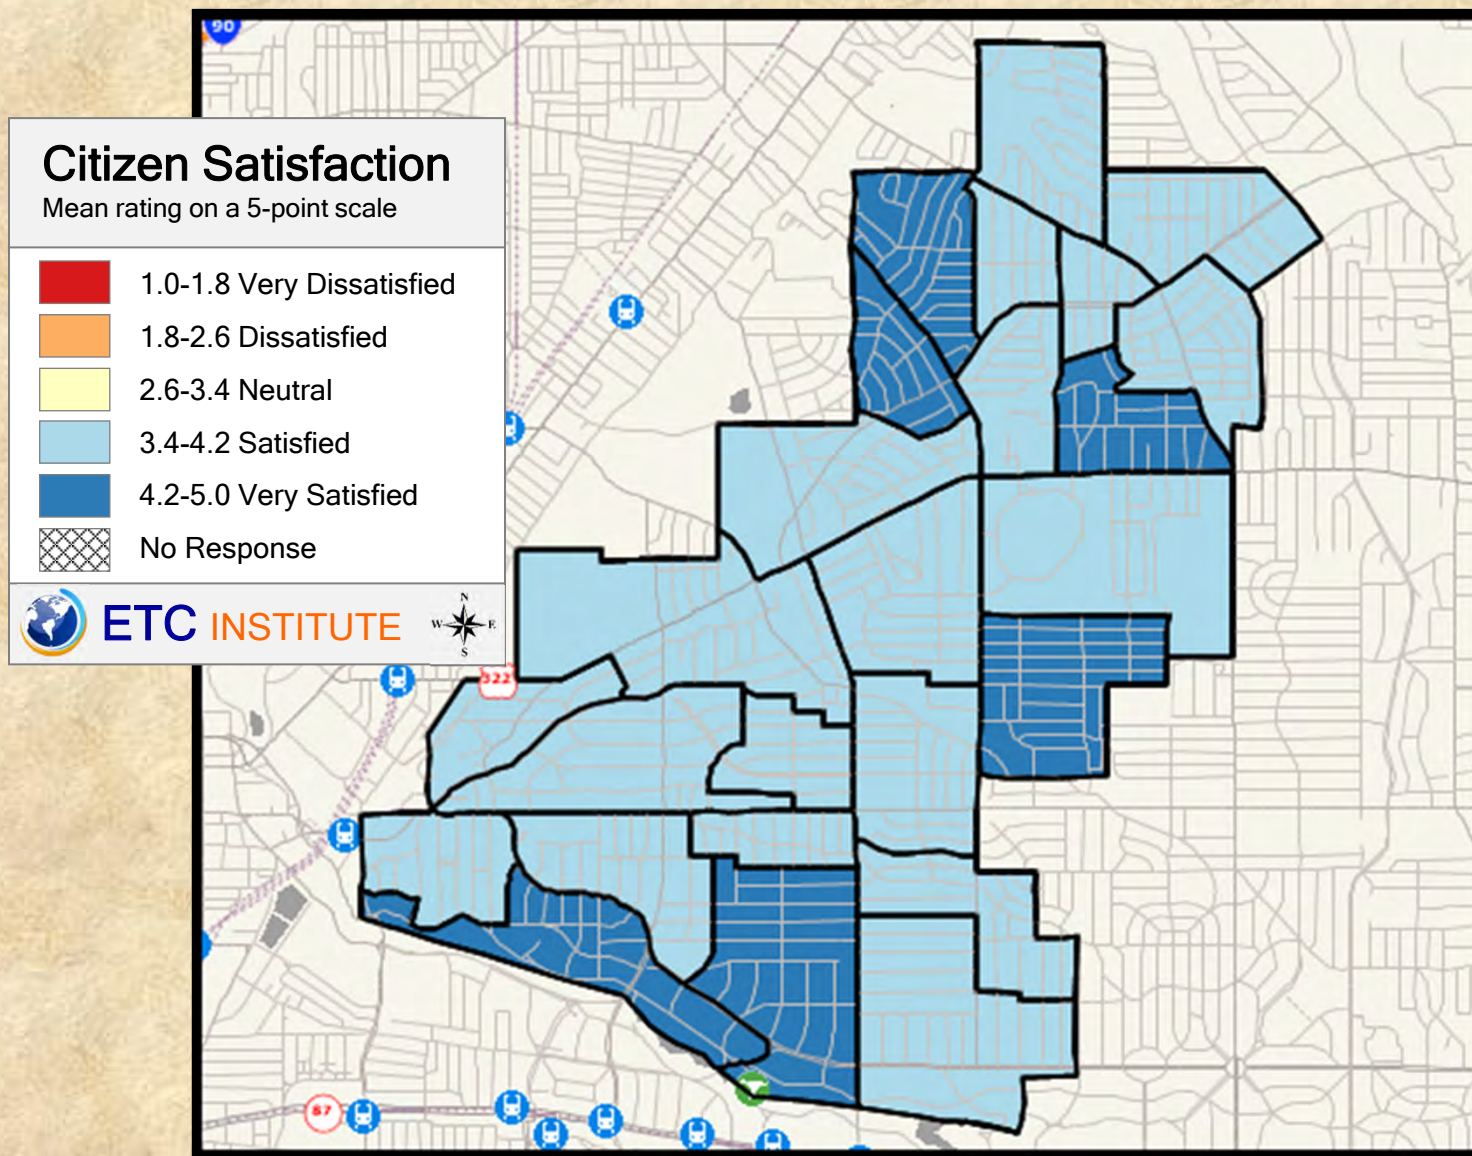 90
Citizen Satisfaction
Mean rating on a 5-point scale
1.0-1.8 Very Dissatisfied
1.8-2.6 Dissatisfied
2.6-3.4 Neutral
3.4-4.2 Satisfied
4.2-5.0 Very Satisfied
No Response
ETC INSTITUTE
N
W E
S
322
87